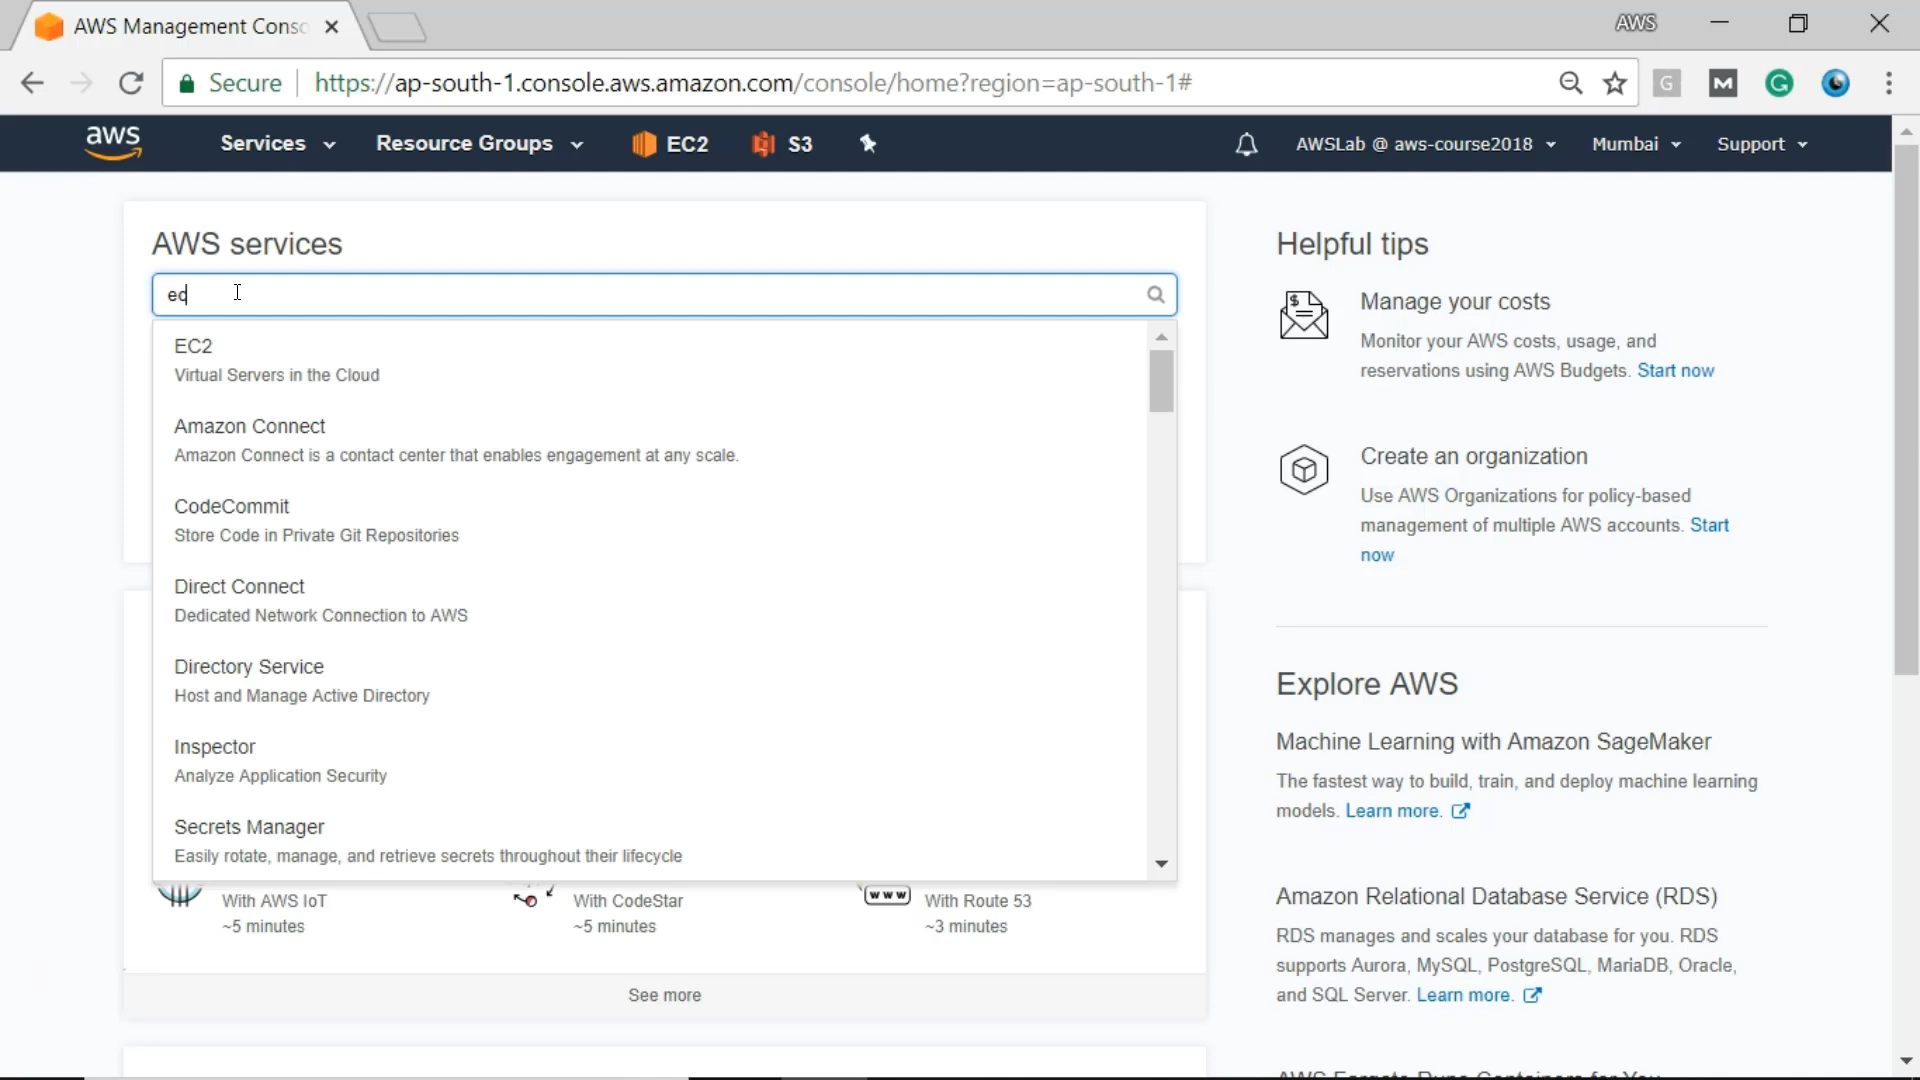 AWS Management Conso
AWS
Secure
https://ap-south-1.console.aws.amazon.com/console/home?region=ap-south-1#
G
M
G
aws
Services
Resource Groups
EC2
S3
AWSLab @ aws-course2018
Mumbai
Support
AWS services
ec
EC2
Virtual Servers in the Cloud
Amazon Connect
Amazon Connect is a contact center that enables engagement at any scale.
CodeCommit
Store Code in Private Git Repositories
Direct Connect
Dedicated Network Connection to AWS
Directory Service
Host and Manage Active Directory
Inspector
Analyze Application Security
Secrets Manager
Easily rotate, manage, and retrieve secrets throughout their lifecycle
With AWS IoT
~5 minutes
With CodeStar
~5 minutes
www
With Route 53
~3 minutes
See more
Helpful tips
$
Manage your costs
Monitor your AWS costs, usage, and
reservations using AWS Budgets. Start now
Create an organization
Use AWS Organizations for policy-based
management of multiple AWS accounts. Start
now
Explore AWS
Machine Learning with Amazon SageMaker
The fastest way to build, train, and deploy machine learning
models. Learn more.
Amazon Relational Database Service (RDS)
RDS manages and scales your database for you. RDS
supports Aurora, MySQL, PostgreSQL, MariaDB, Oracle,
and SQL Server. Learn more.